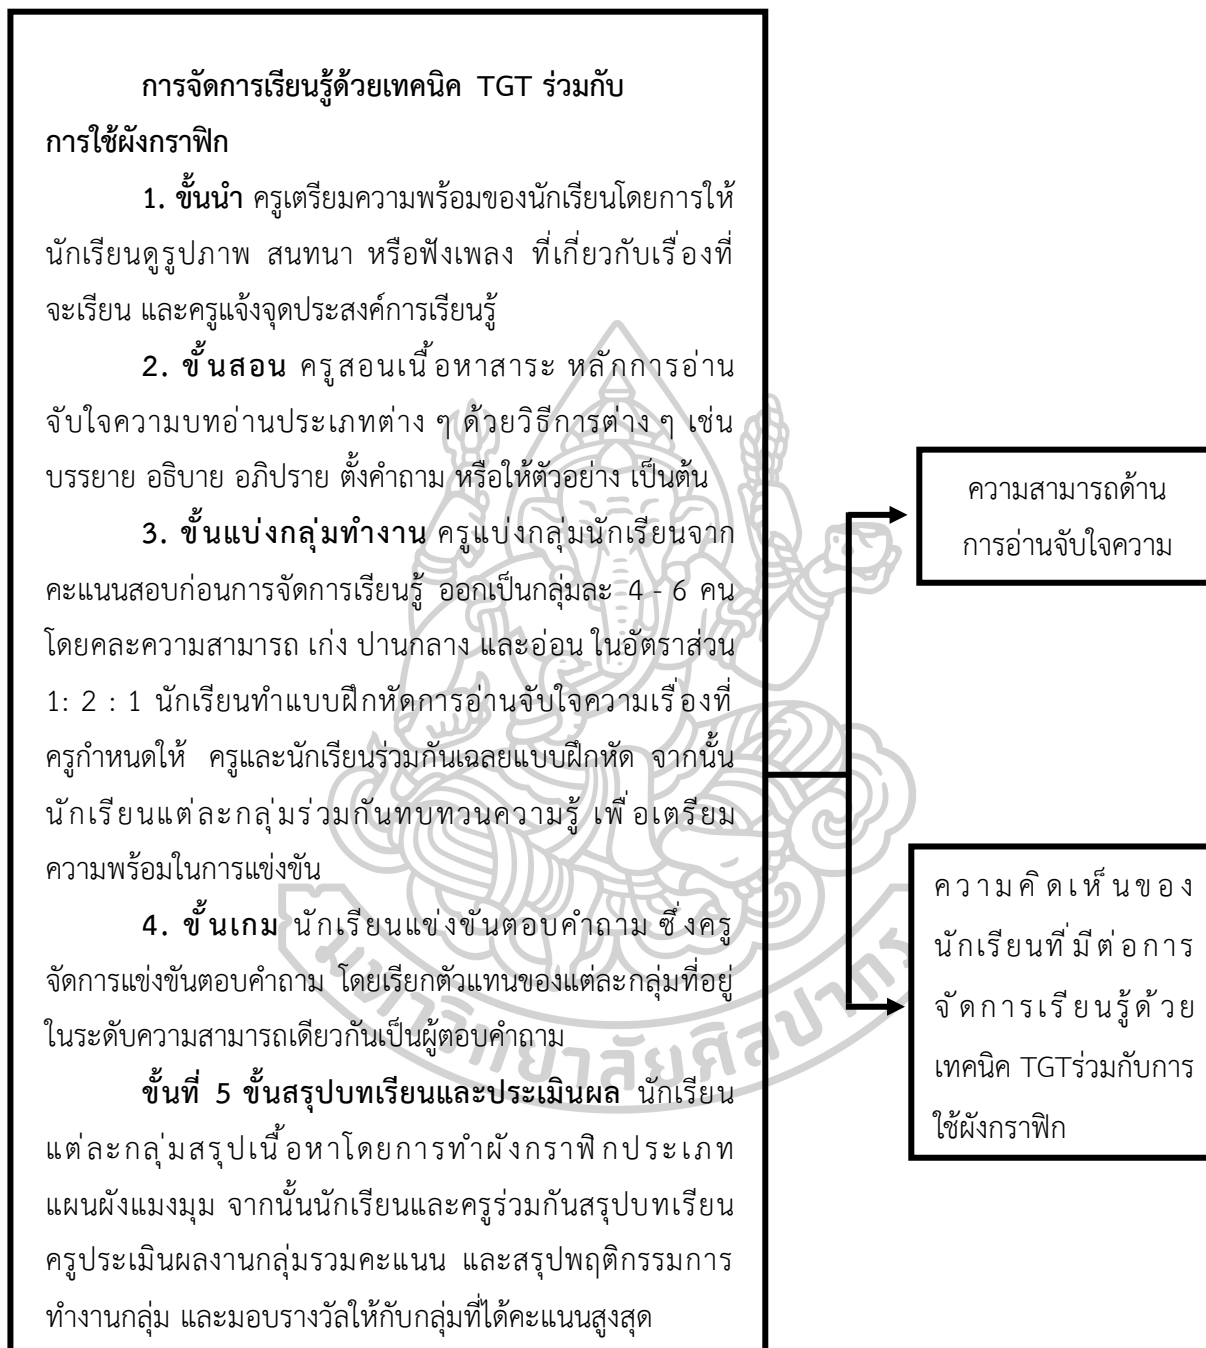 การจัดการเรียนรู้ด้วยเทคนิค TGT ร่วมกับ
การใช้ผังกราฟิก
1. ขั้นนำ ครูเตรียมความพร้อมของนักเรียนโดยการให้
นักเรียนดูรูปภาพ สนทนา หรือฟังเพลง ที่เกี่ยวกับเรื่องที่
จะเรียน และครูแจ้งจุดประสงค์การเรียนรู้
2. ขั้นสอน ครูสอนเนื้อหาสาระ หลักการอ่าน
จับใจความบทอ่านประเภทต่าง ๆ ด้วยวิธีการต่าง ๆ เช่น
บรรยาย อธิบาย อภิปราย ตั้งคำถาม หรือให้ตัวอย่าง เป็นต้น
3. ขั้นแบ่งกลุ่มทำงาน ครูแบ่งกลุ่มนักเรียนจาก
คะแนนสอบก่อนการจัดการเรียนรู้ ออกเป็นกลุ่มละ 4 - 6 คน
โดยคละความสามารถ เก่ง ปานกลาง และอ่อน ในอัตราส่วน
1: 2 : 1 นักเรียนทำแบบฝึกหัดการอ่านจับใจความเรื่องที่
ครูกำหนดให้ ครูและนักเรียนร่วมกันเฉลยแบบฝึกหัด จากนั้น
นักเรียนแต่ละกลุ่มร่วมกันทบทวนความรู้ เพื่อเตรียม
ความพร้อมในการแข่งขัน
4. ขั้นเกม นักเรียนแข่งขันตอบคำถาม ซึ่งครู
จัดการแข่งขันตอบคำถาม โดยเรียกตัวแทนของแต่ละกลุ่มที่อยู่
ในระดับความสามารถเดียวกันเป็นผู้ตอบคำถาม
ขั้นที่ 5 ขั้นสรุปบทเรียนและประเมินผล นักเรียน
แต่ละกลุ่มสรุปเนื้อหาโดยการทำผังกราฟิกประเภท
แผนผังแมงมุม จากนั้นนักเรียนและครูร่วมกันสรุปบทเรียน
ครูประเมินผลงานกลุ่มรวมคะแนน และสรุปพฤติกรรมการ
ทำงานกลุ่ม และมอบรางวัลให้กับกลุ่มที่ได้คะแนนสูงสุด
ความสามารถด้าน
การอ่านจับใจความ
ความคิดเห็นของ
นักเรียนที่มีต่อการ
จัดการเรียนรู้ด้วย
เทคนิค TGTร่วมกับการ
ใช้ผังกราฟิก
มหาวิทยาลัยศิลปากร